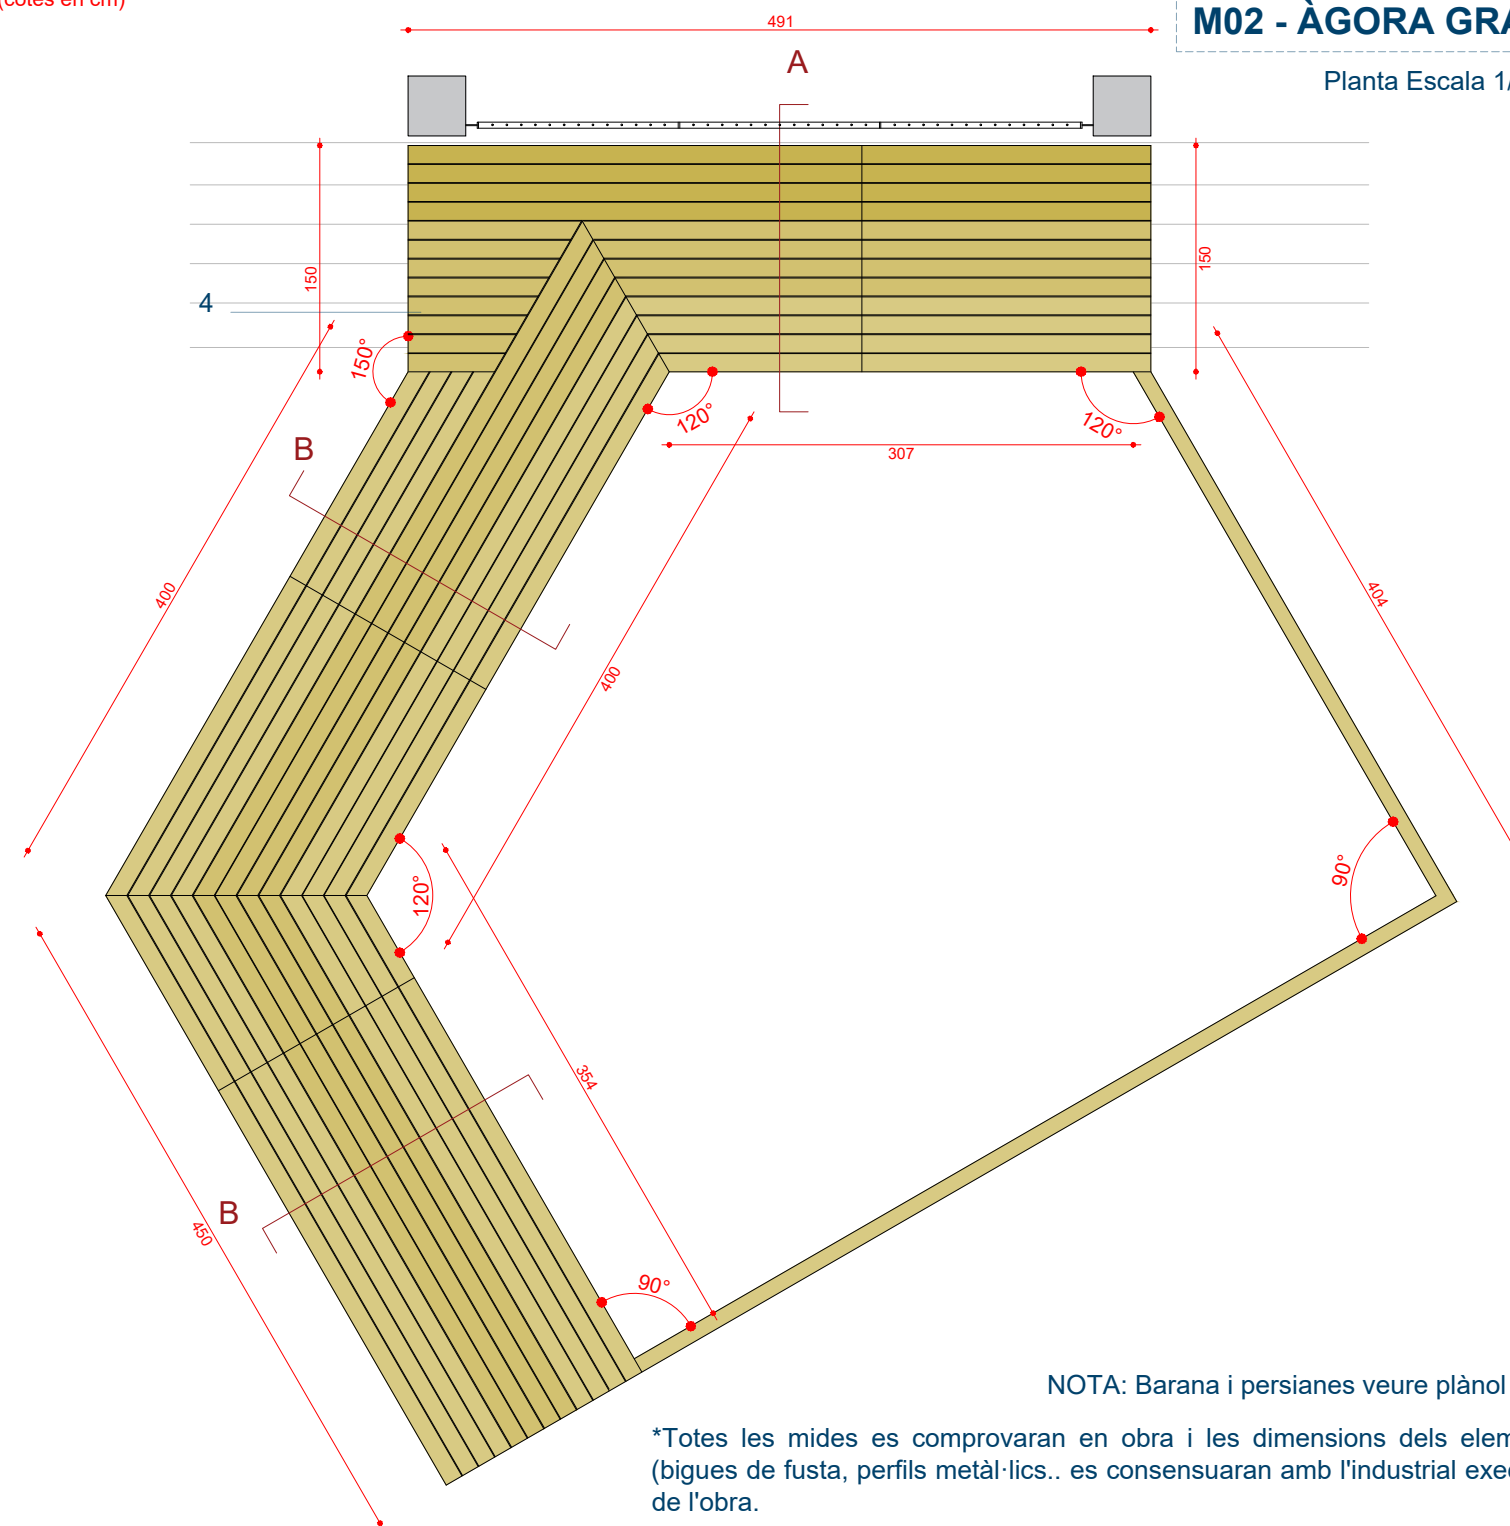 (cotes en cm)
M02 - ÀGORA GRA
Planta Escala 1/
491
A
150
150
4
150°
120°
120°
307
B
400
400
404
120°
90°
354
B
450
90°
NOTA: Barana i persianes veure plànol
*Totes les mides es comprovaran en obra i les dimensions dels elem
(bigues de fusta, perfils metàl·lics.. es consensuaran amb l'industrial exe
de l'obra.